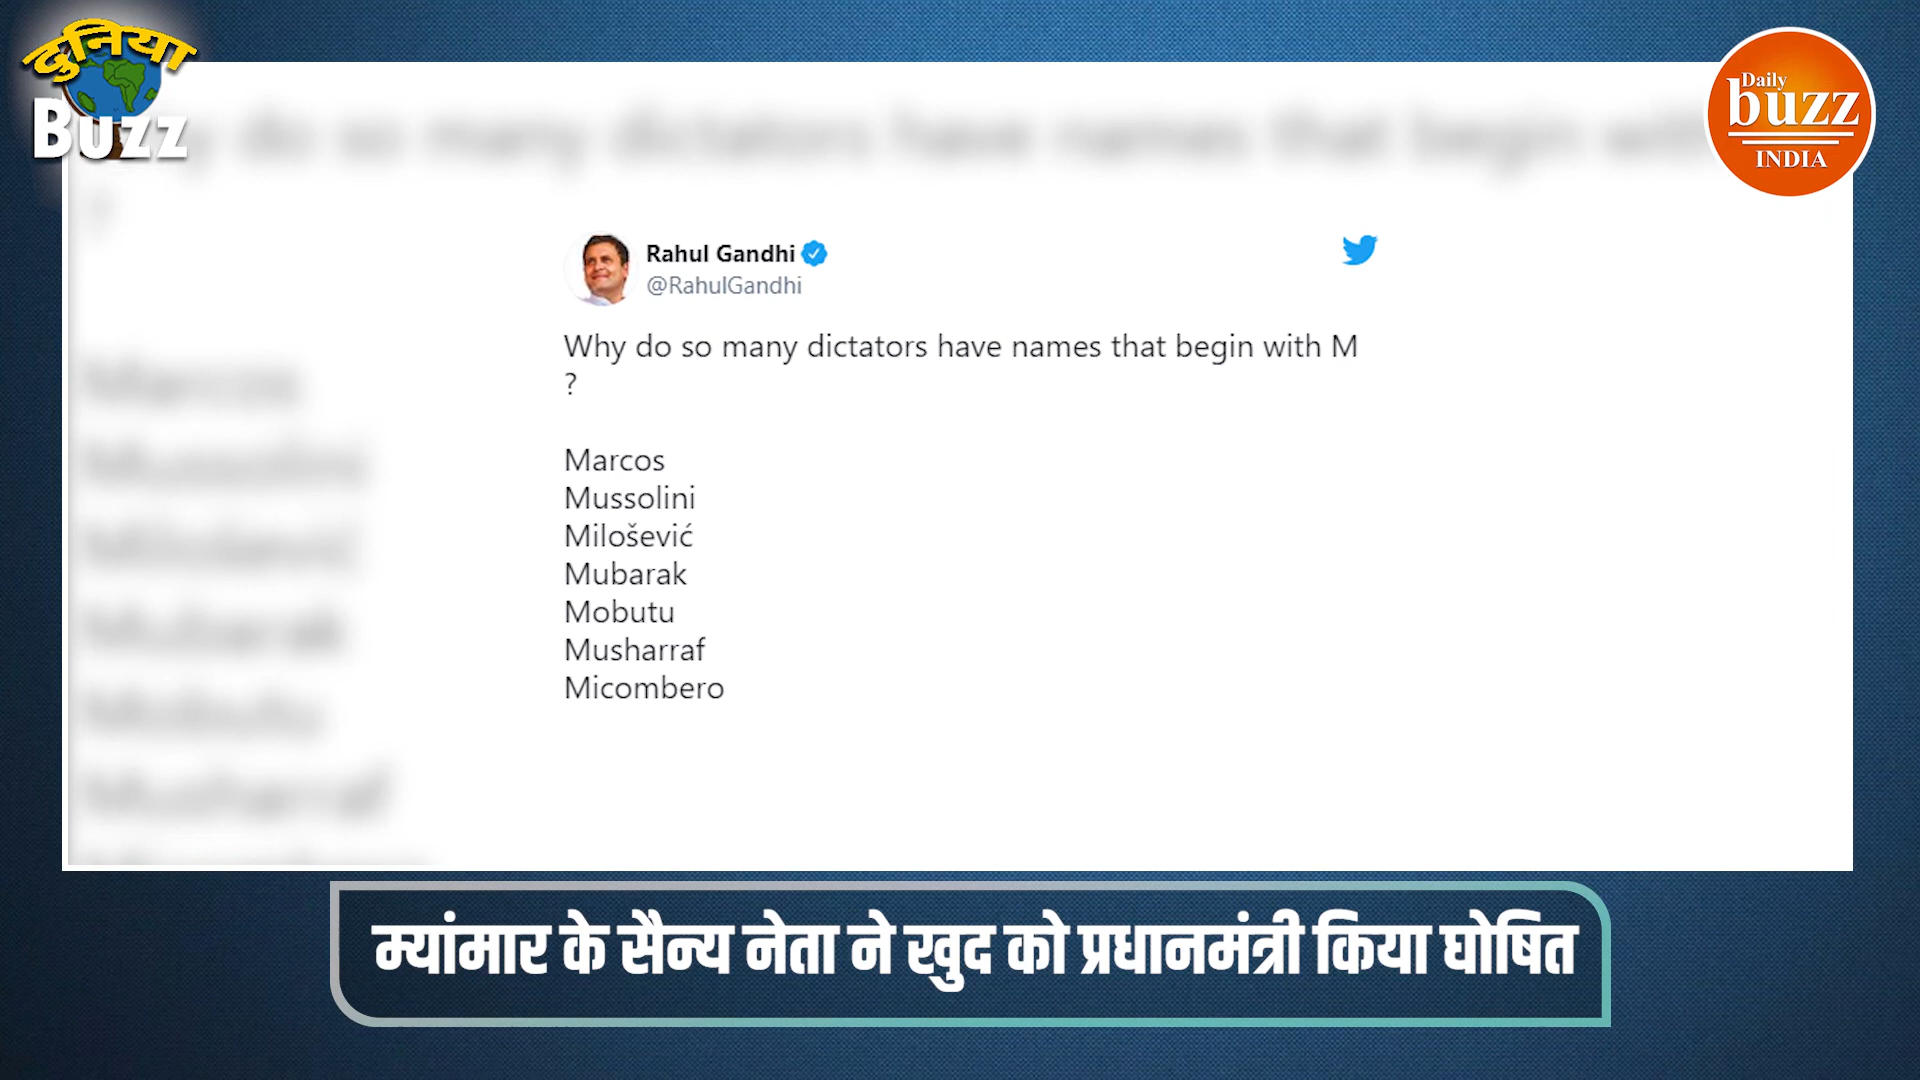 दुनिया
BUZZ
Daily
buzz
INDIA
Rahul Gandhi
@RahulGandhi
Why do so many dictators have names that begin with M
?
Marcos
Mussolini
Milošević
Mubarak
Mobutu
Musharraf
Micombero
म्यांमार के सैन्य नेता ने खुद को प्रधानमंत्री किया घोषित